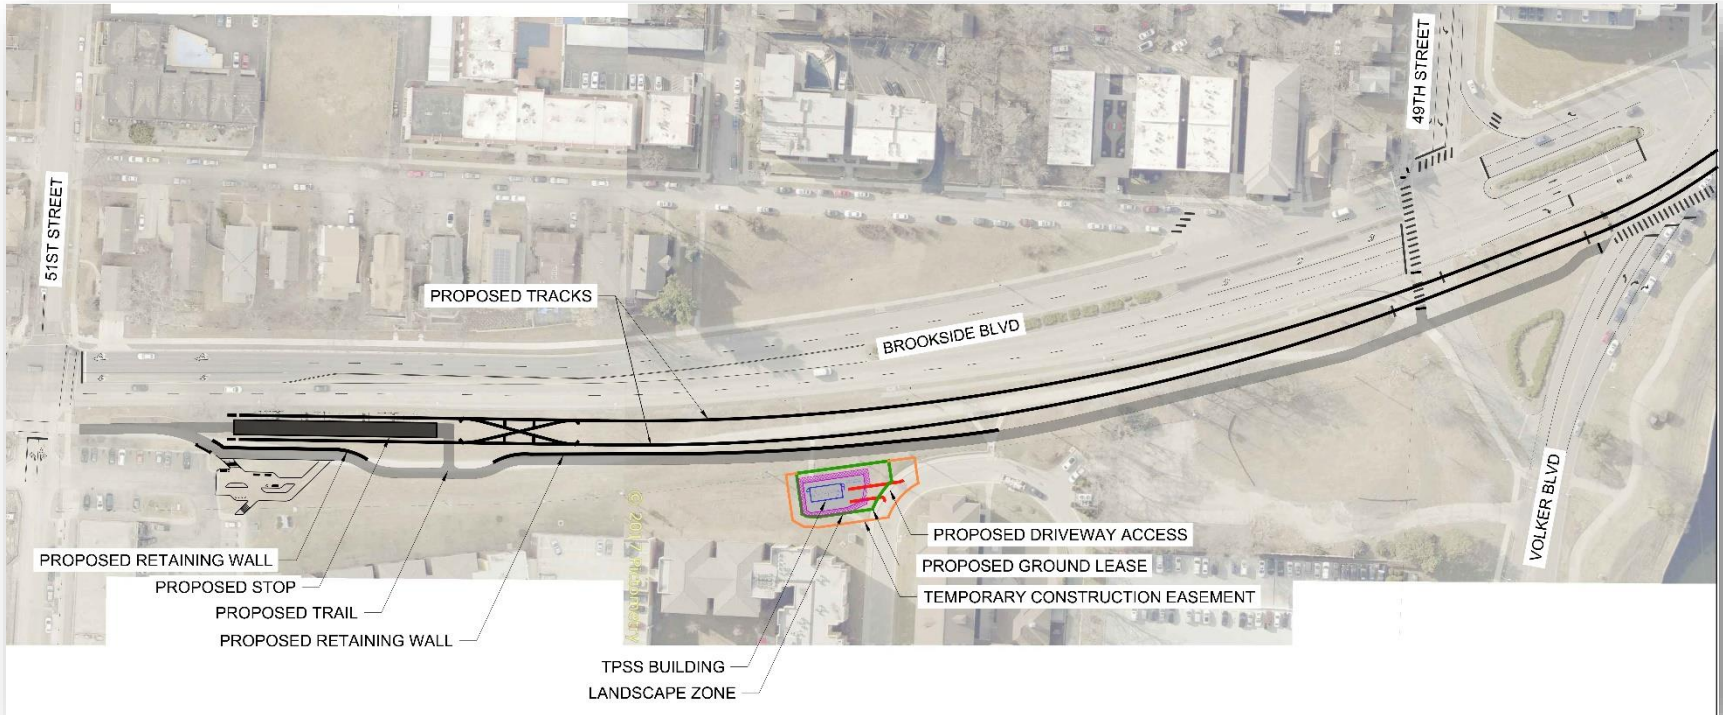 49TH STREET
51ST STREET
PROPOSED TRACKS
BROOKSIDE BLVD
VOLKER BLVD
PROPOSED DRIVEWAY ACCESS
PROPOSED RETAINING WALL
PROPOSED GROUND LEASE
PROPOSED STOP
TEMPORARY CONSTRUCTION EASEMENT
PROPOSED TRAIL
PROPOSED RETAINING WALL
TPSS BUILDING
LANDSCAPE ZONE